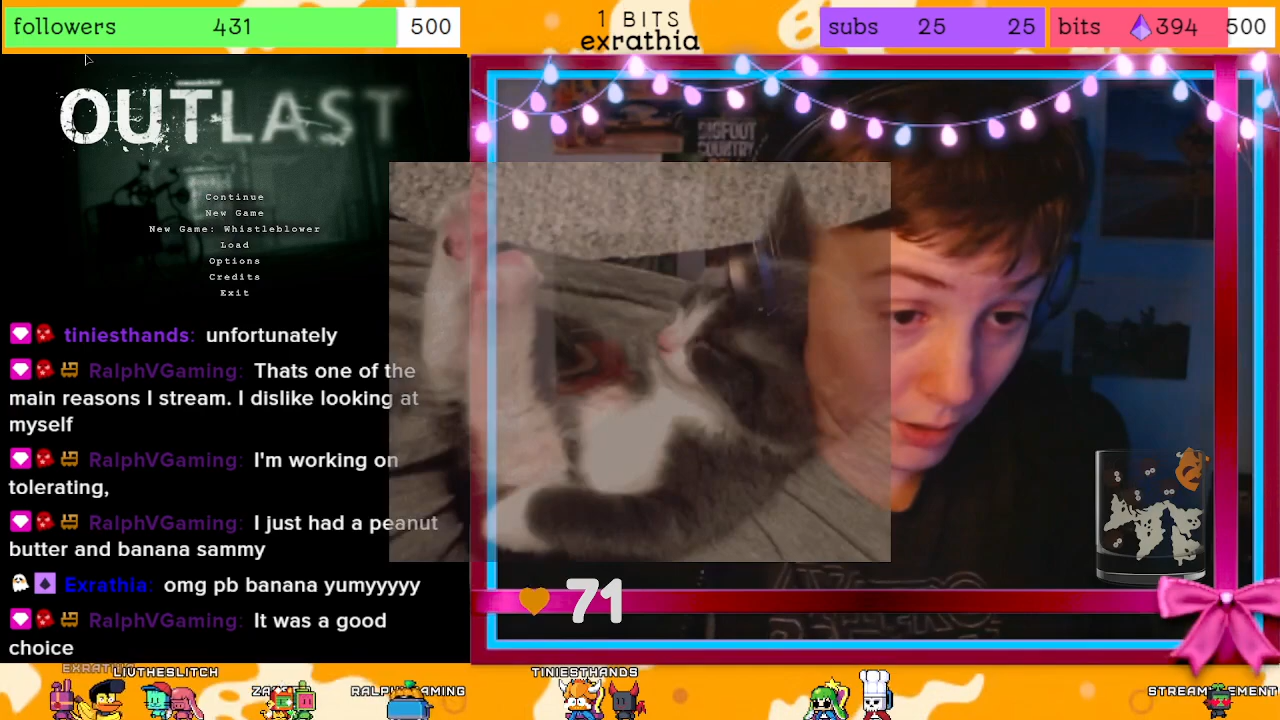 followers 431 500
1 BITS
exrathia
subs 25 25
bits 394 500
OUTLAST
BIGFOOT
COUNTRY
Continue
New Game
New Game: Whistleblower
Load
Options
Credits
Exit
tiniesthands: unfortunately
RalphVGaming: Thats one of the
main reasons I stream. I dislike looking at
myself
RalphVGaming: I'm working on
tolerating,
RalphVGaming: I just had a peanut
butter and banana sammy
Exrathia: omg pb banana yumyyyyy
RalphVGaming: It was a good
choice
71
LIVTHESLITCH
TINIESTHANDS